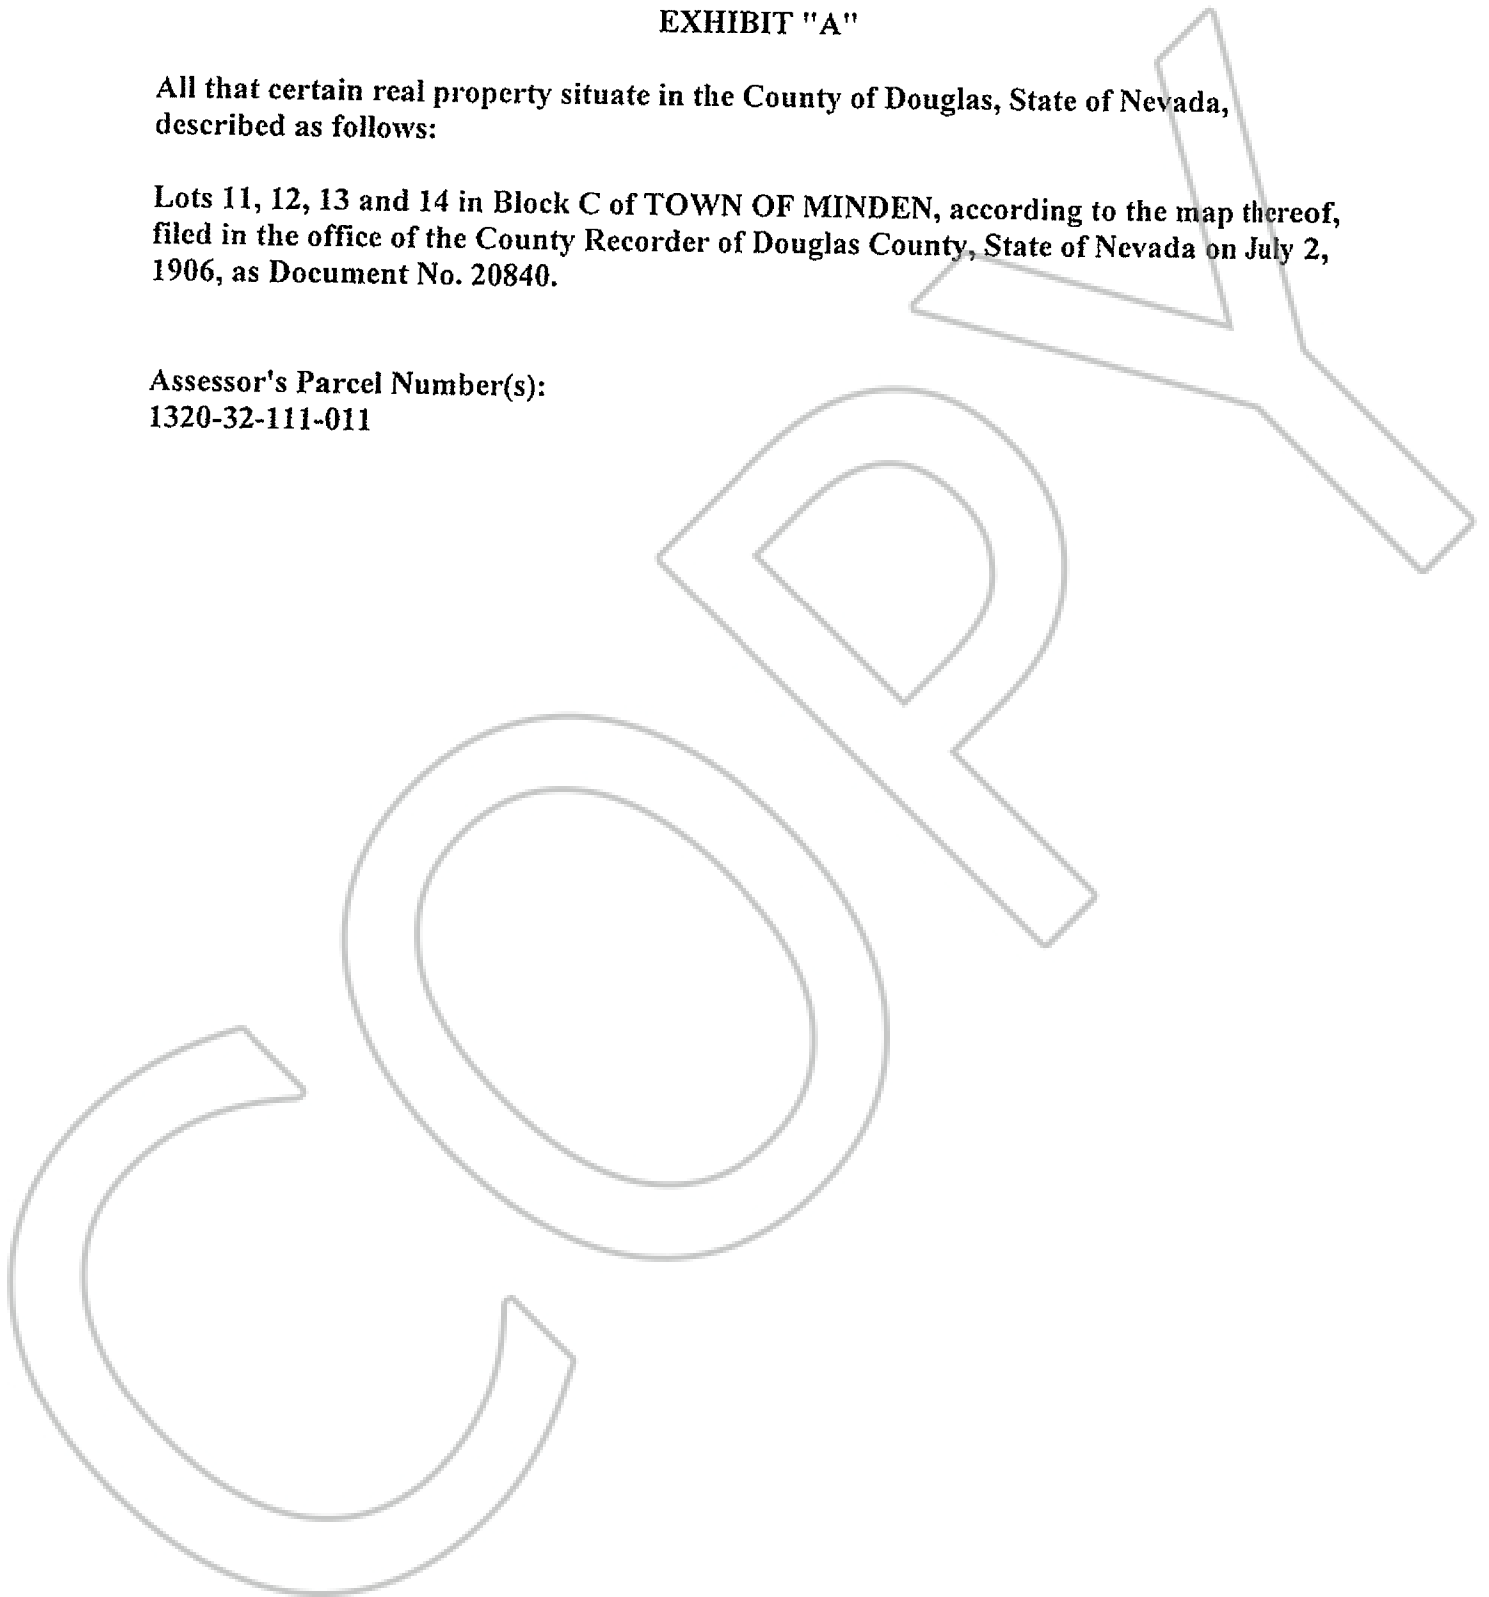 EXHIBIT "A"
All that certain real property situate in the County of Douglas, State of Nevada,
described as follows:
Lots 11, 12, 13 and 14 in Block C of TOWN OF MINDEN, according to the map thereof,
filed in the office of the County Recorder of Douglas County, State of Nevada on July 2,
1906, as Document No. 20840.
Assessor's Parcel Number(s):
1320-32-111-011
COPY